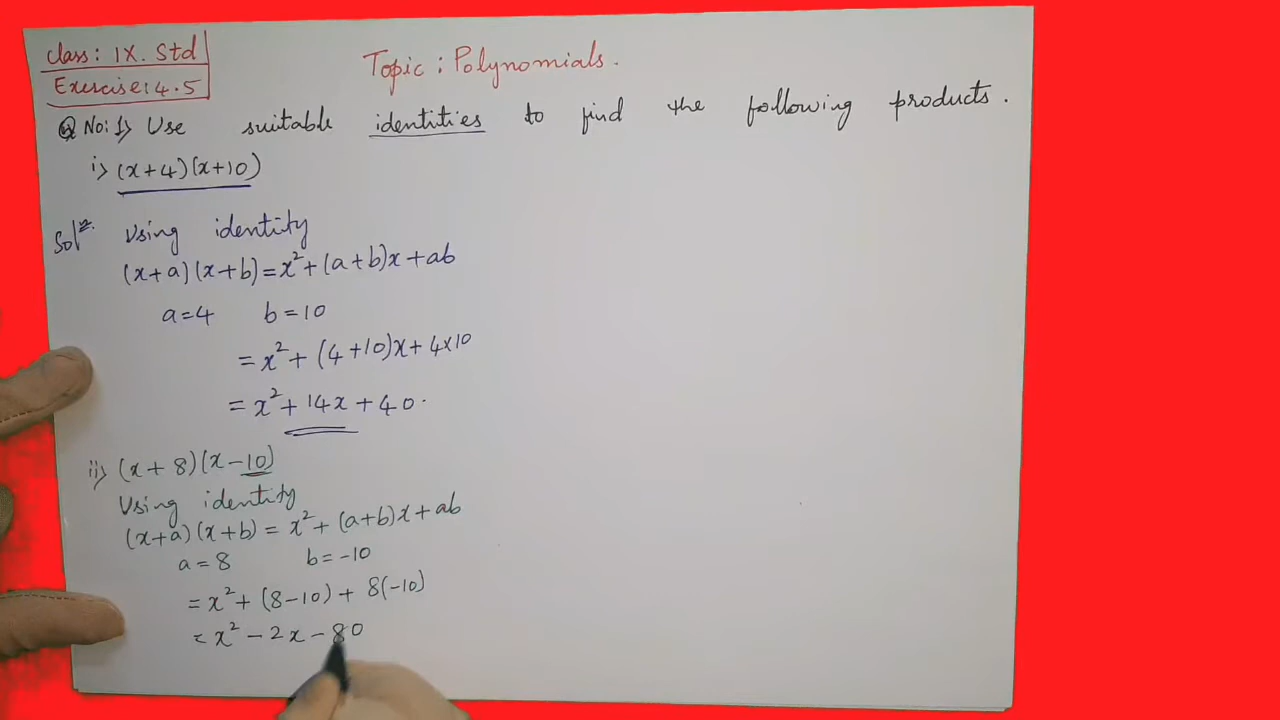 Class: IX. Std
Exercise: 4.5
Topic : Polynomials.
Q No: 1) Use suitable identities to find the following products.
i) (x+4)(x+10)
Sol⁠n. Using identity
(x+a)(x+b)=x²+(a+b)x+ab
a=4 b=10
=x²+(4+10)x+4×10
=x²+14x+40.
ii) (x+8)(x-10)
Using identity
(x+a)(x+b)=x²+(a+b)x+ab
a=8 b=-10
=x²+(8-10)+8(-10)
=x²-2x-80